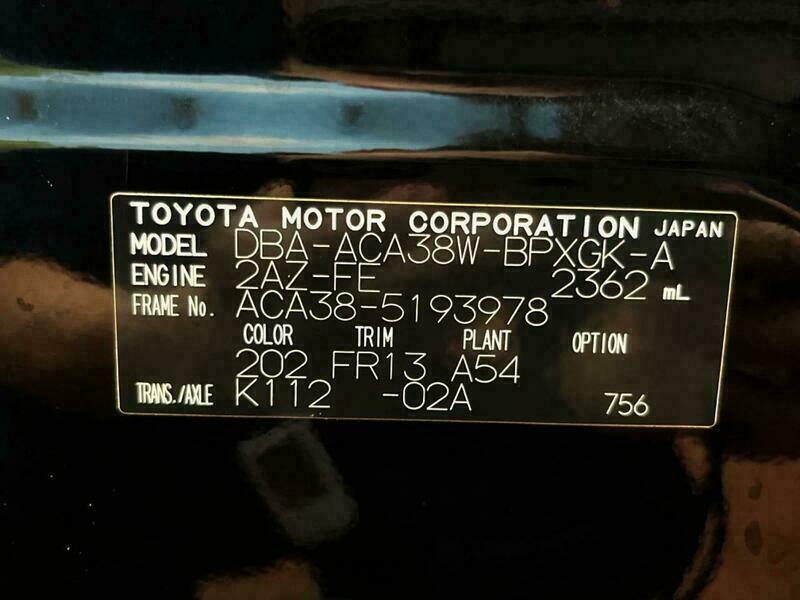 TOYOTA MOTOR CORPORATION JAPAN
MODEL DBA-ACA38W-BPXGK-A
ENGINE 2AZ-FE 2362 mL
FRAME No. ACA38-5193978
COLOR TRIM PLANT OPTION
202 FR13 A54
TRANS./AXLE K112 -02A 756